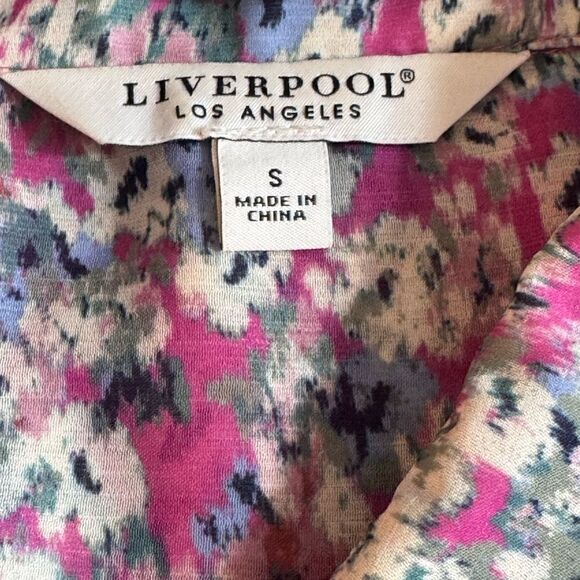 LIVERPOOL®
LOS ANGELES
S
MADE IN
CHINA